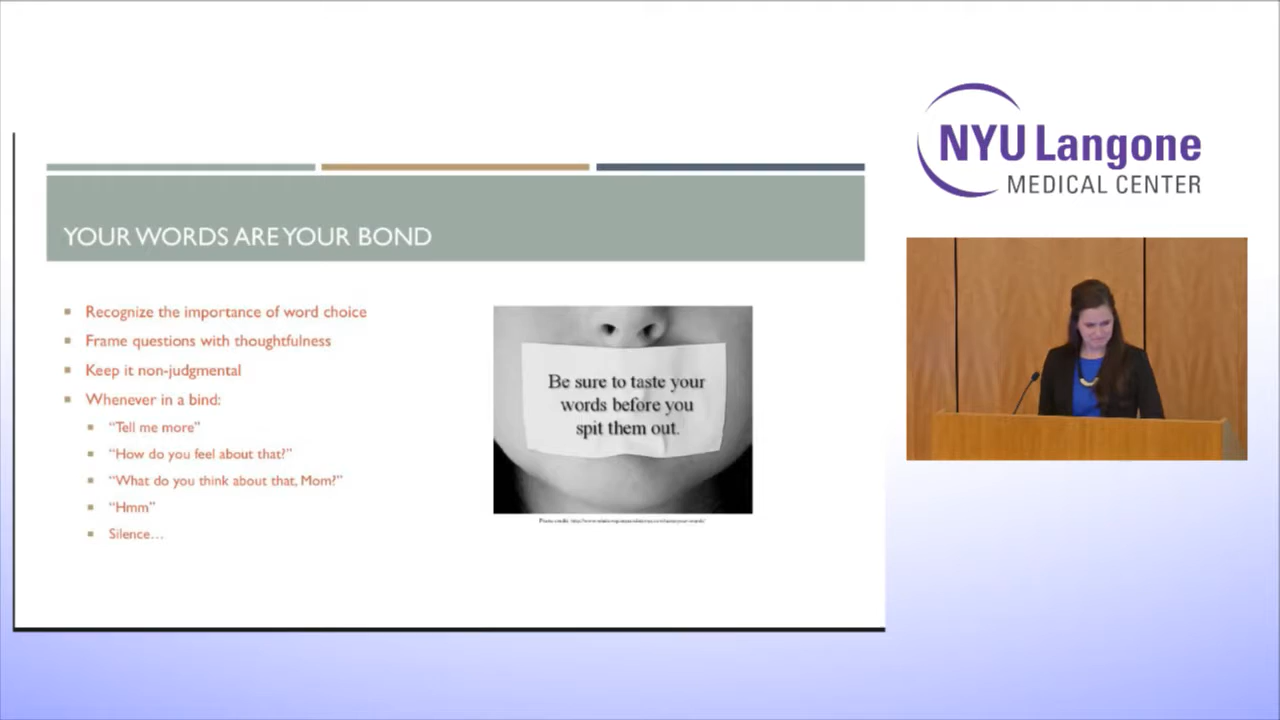 NYU Langone
MEDICAL CENTER
YOUR WORDS ARE YOUR BOND
Recognize the importance of word choice
Frame questions with thoughtfulness
Keep it non-judgmental
Whenever in a bind:
“Tell me more”
“How do you feel about that?”
“What do you think about that, Mom?”
“Hmm”
Silence…
Be sure to taste your
words before you
spit them out.
Photo credit: